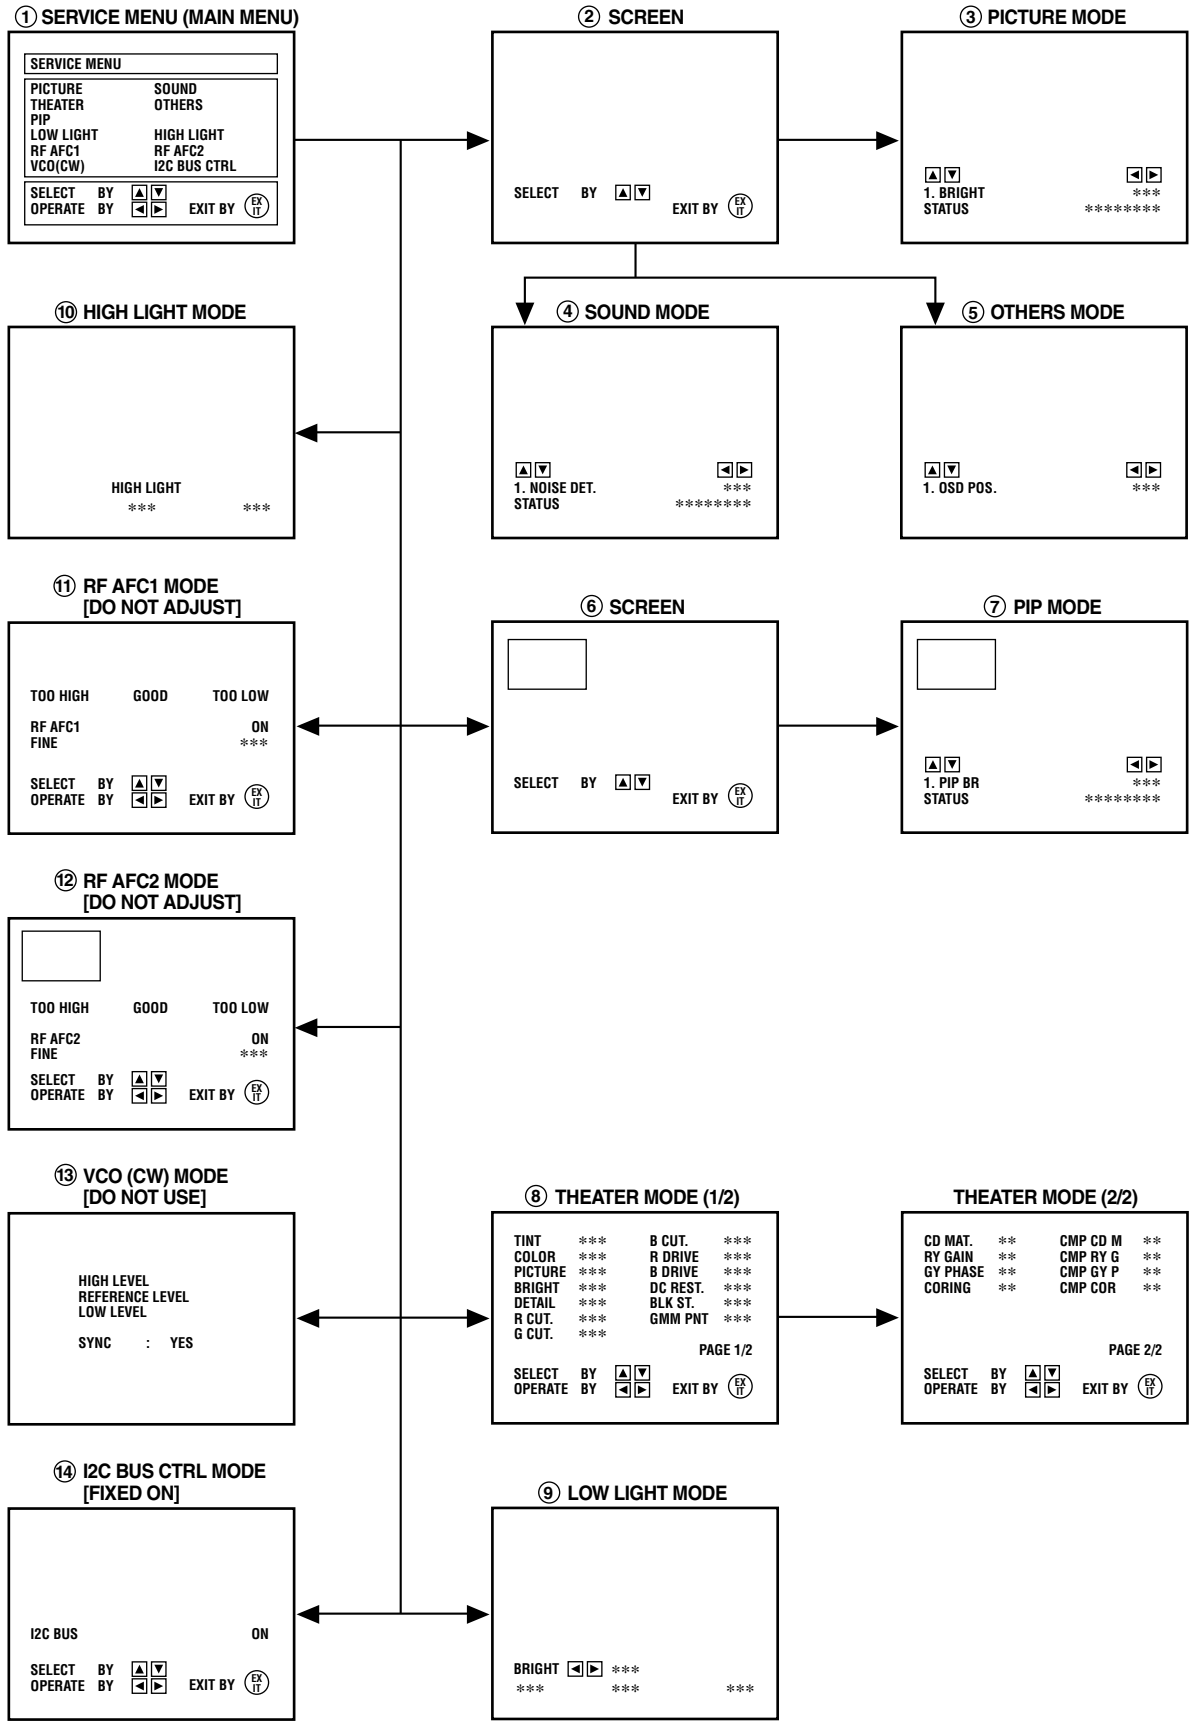 ① SERVICE MENU (MAIN MENU)
SERVICE MENU
PICTURE SOUND
THEATER OTHERS
PIP
LOW LIGHT HIGH LIGHT
RF AFC1 RF AFC2
VCO(CW) I2C BUS CTRL
SELECT BY ▲▼
OPERATE BY ◀▶ EXIT BY EXIT
② SCREEN
SELECT BY ▲▼
EXIT BY EXIT
③ PICTURE MODE
▲▼ ◀▶
1. BRIGHT ***
STATUS ********
⑩ HIGH LIGHT MODE
HIGH LIGHT
*** ***
④ SOUND MODE
▲▼ ◀▶
1. NOISE DET. ***
STATUS ********
⑤ OTHERS MODE
▲▼ ◀▶
1. OSD POS. ***
⑪ RF AFC1 MODE
[DO NOT ADJUST]
TOO HIGH GOOD TOO LOW
RF AFC1 ON
FINE ***
SELECT BY ▲▼
OPERATE BY ◀▶ EXIT BY EXIT
⑥ SCREEN
SELECT BY ▲▼
EXIT BY EXIT
⑦ PIP MODE
▲▼ ◀▶
1. PIP BR ***
STATUS ********
⑫ RF AFC2 MODE
[DO NOT ADJUST]
TOO HIGH GOOD TOO LOW
RF AFC2 ON
FINE ***
SELECT BY ▲▼
OPERATE BY ◀▶ EXIT BY EXIT
⑬ VCO (CW) MODE
[DO NOT USE]
HIGH LEVEL
REFERENCE LEVEL
LOW LEVEL
SYNC : YES
⑧ THEATER MODE (1/2)
TINT *** B CUT. ***
COLOR *** R DRIVE ***
PICTURE *** B DRIVE ***
BRIGHT *** DC REST. ***
DETAIL *** BLK ST. ***
R CUT. *** GMM PNT ***
G CUT. ***
PAGE 1/2
SELECT BY ▲▼
OPERATE BY ◀▶ EXIT BY EXIT
THEATER MODE (2/2)
CD MAT. ** CMP CD M **
RY GAIN ** CMP RY G **
GY PHASE ** CMP GY P **
CORING ** CMP COR **
PAGE 2/2
SELECT BY ▲▼
OPERATE BY ◀▶ EXIT BY EXIT
⑭ I2C BUS CTRL MODE
[FIXED ON]
I2C BUS ON
SELECT BY ▲▼
OPERATE BY ◀▶ EXIT BY EXIT
⑨ LOW LIGHT MODE
BRIGHT ◀▶ ***
*** *** ***